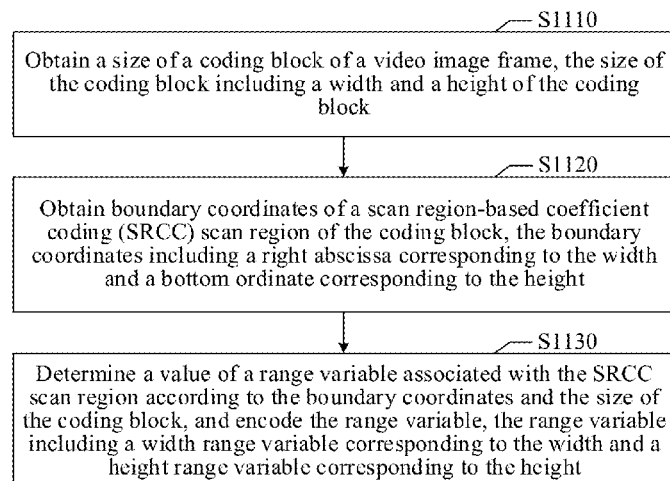 S1110
Obtain a size of a coding block of a video image frame, the size of
the coding block including a width and a height of the coding
block
S1120
Obtain boundary coordinates of a scan region-based coefficient
coding (SRCC) scan region of the coding block, the boundary
coordinates including a right abscissa corresponding to the width
and a bottom ordinate corresponding to the height
S1130
Determine a value of a range variable associated with the SRCC
scan region according to the boundary coordinates and the size of
the coding block, and encode the range variable, the range variable
including a width range variable corresponding to the width and a
height range variable corresponding to the height